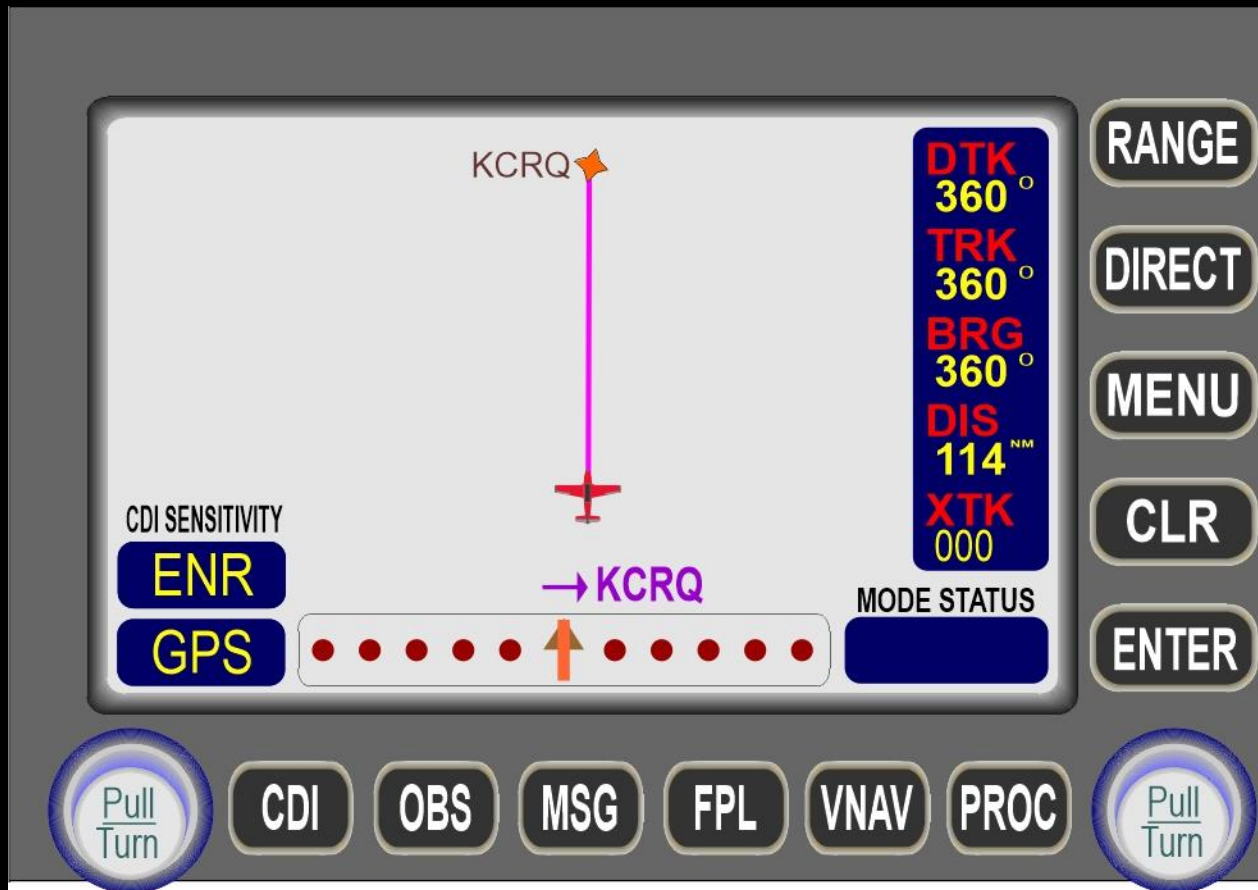 KCRQ
DTK
360 °
TRK
360 °
BRG
360 °
DIS
114 NM
XTK
000
CDI SENSITIVITY
ENR
GPS
→KCRQ
MODE STATUS
RANGE
DIRECT
MENU
CLR
ENTER
Pull
Turn
CDI
OBS
MSG
FPL
VNAV
PROC
Pull
Turn